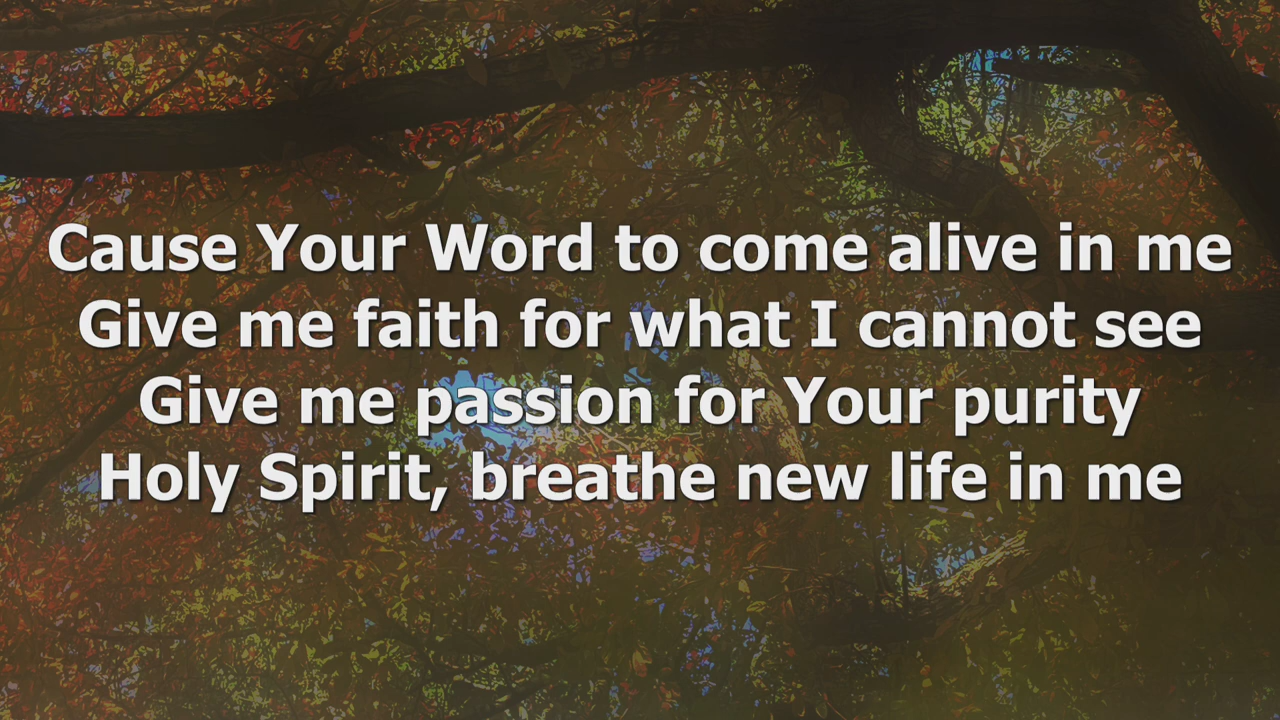 Cause Your Word to come alive in me
Give me faith for what I cannot see
Give me passion for Your purity
Holy Spirit, breathe new life in me